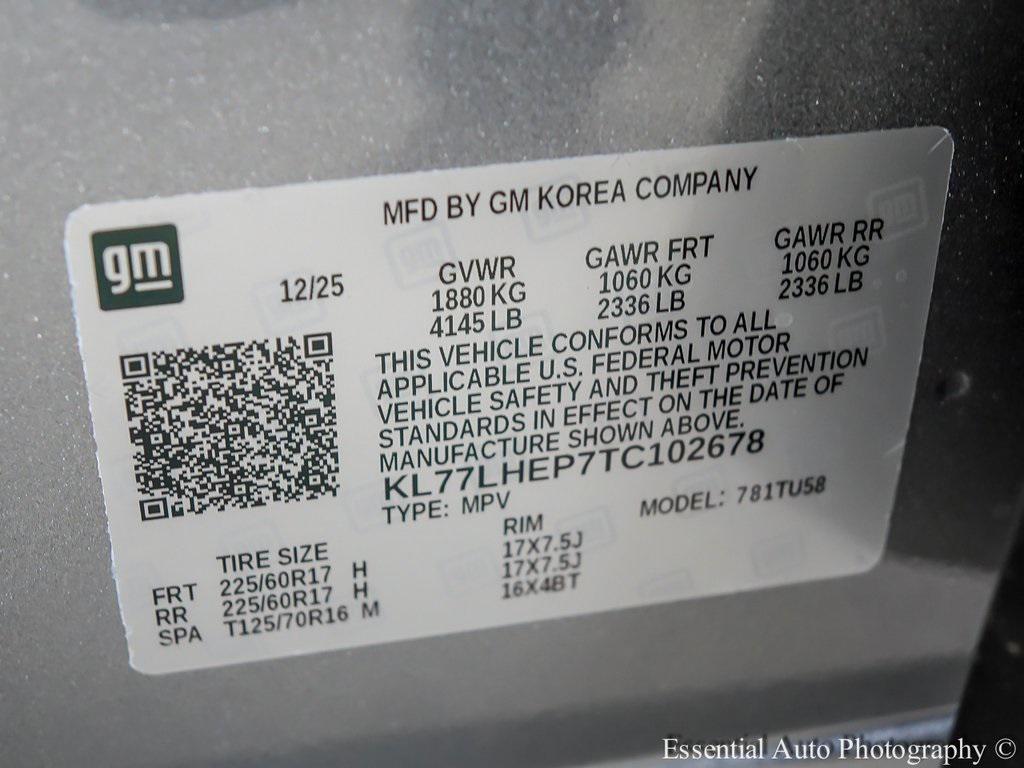 MFD BY GM KOREA COMPANY
gm
12/25
GVWR GAWR FRT GAWR RR
1880 KG 1060 KG 1060 KG
4145 LB 2336 LB 2336 LB
THIS VEHICLE CONFORMS TO ALL
APPLICABLE U.S. FEDERAL MOTOR
VEHICLE SAFETY AND THEFT PREVENTION
STANDARDS IN EFFECT ON THE DATE OF
MANUFACTURE SHOWN ABOVE.
KL77LHEP7TC102678
TYPE: MPV MODEL: 781TU58
TIRE SIZE RIM
FRT 225/60R17 H 17X7.5J
RR 225/60R17 H 17X7.5J
SPA T125/70R16 M 16X4BT
Essential Auto Photography ©